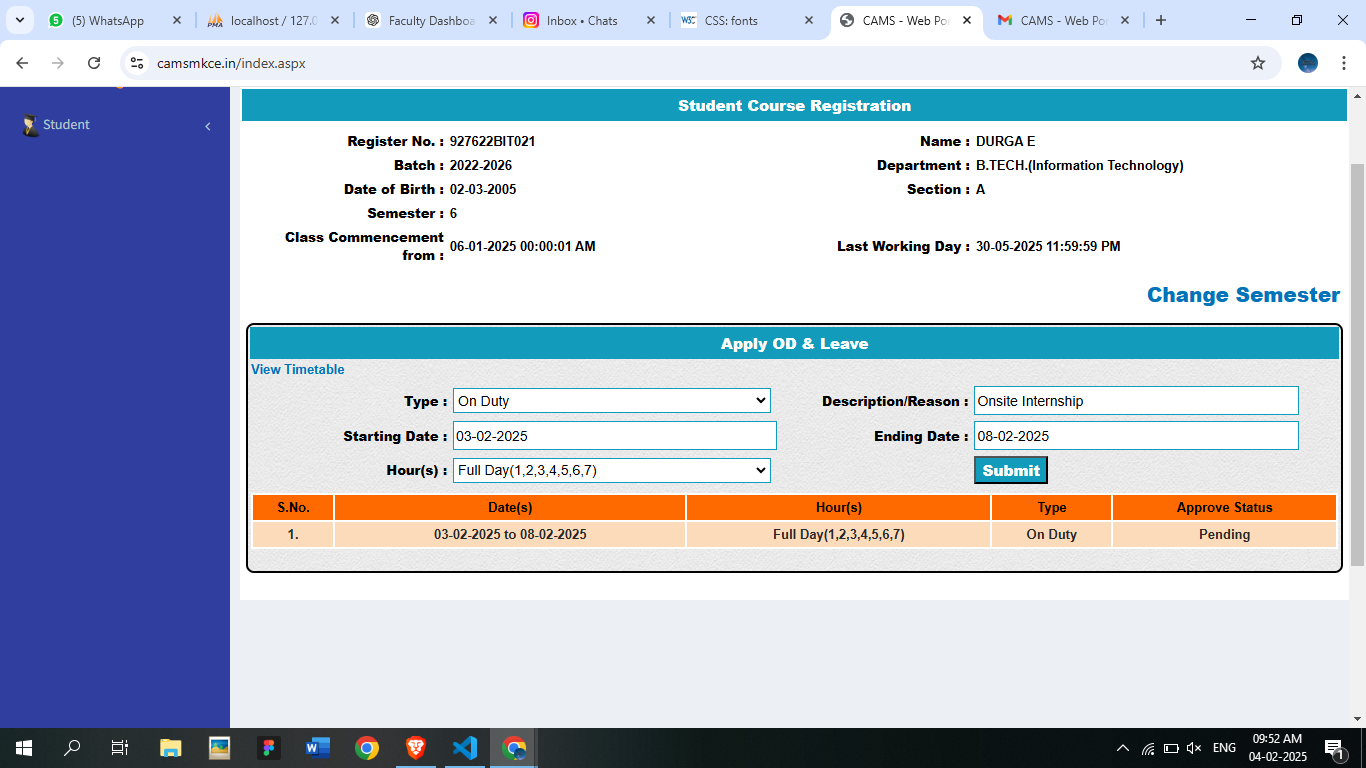 (5) WhatsApp
localhost / 127.0
Faculty Dashboa
Inbox • Chats
CSS: fonts
CAMS - Web Po
CAMS - Web Po
camsmkce.in/index.aspx
Student
Student Course Registration
Register No. : 927622BIT021 Name : DURGA E
Batch : 2022-2026 Department : B.TECH.(Information Technology)
Date of Birth : 02-03-2005 Section : A
Semester : 6
Class Commencement
from : 06-01-2025 00:00:01 AM Last Working Day : 30-05-2025 11:59:59 PM
Change Semester
Apply OD & Leave
View Timetable
Type : On Duty Description/Reason : Onsite Internship
Starting Date : 03-02-2025 Ending Date : 08-02-2025
Hour(s) : Full Day(1,2,3,4,5,6,7) Submit
S.No. Date(s) Hour(s) Type Approve Status
1. 03-02-2025 to 08-02-2025 Full Day(1,2,3,4,5,6,7) On Duty Pending
ENG
09:52 AM
04-02-2025
1